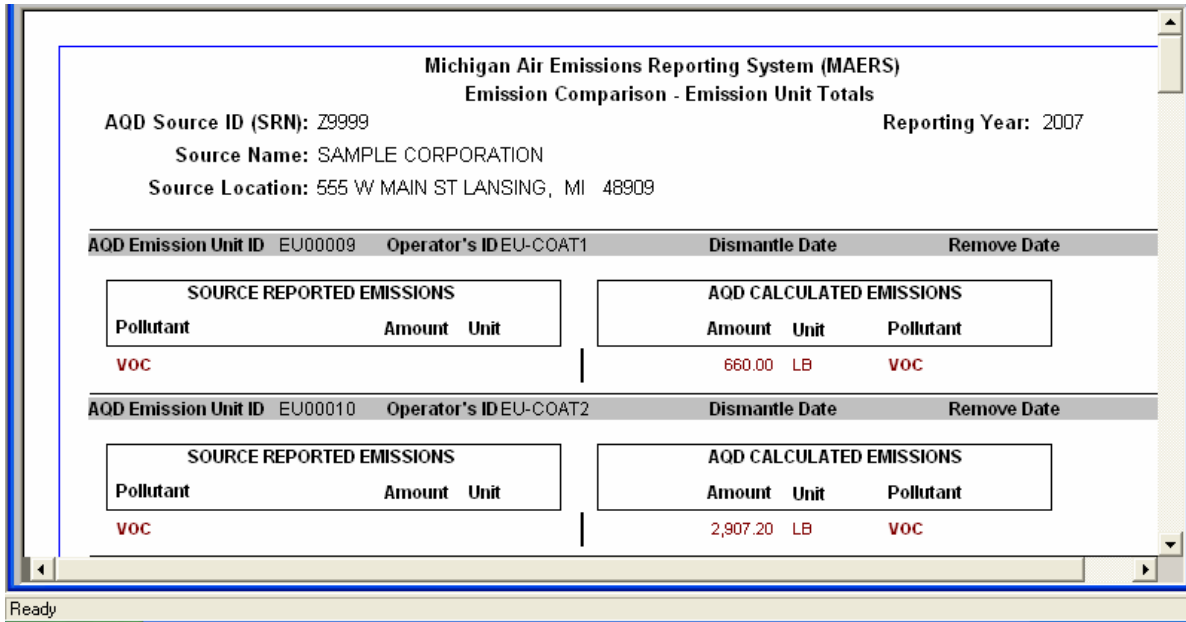 Michigan Air Emissions Reporting System (MAERS)
Emission Comparison - Emission Unit Totals
AQD Source ID (SRN): Z9999 Reporting Year: 2007
Source Name: SAMPLE CORPORATION
Source Location: 555 W MAIN ST LANSING, MI 48909
AQD Emission Unit ID EU00009 Operator's ID EU-COAT1 Dismantle Date Remove Date
SOURCE REPORTED EMISSIONS AQD CALCULATED EMISSIONS
Pollutant Amount Unit Amount Unit Pollutant
VOC 660.00 LB VOC
AQD Emission Unit ID EU00010 Operator's ID EU-COAT2 Dismantle Date Remove Date
SOURCE REPORTED EMISSIONS AQD CALCULATED EMISSIONS
Pollutant Amount Unit Amount Unit Pollutant
VOC 2,907.20 LB VOC
Ready